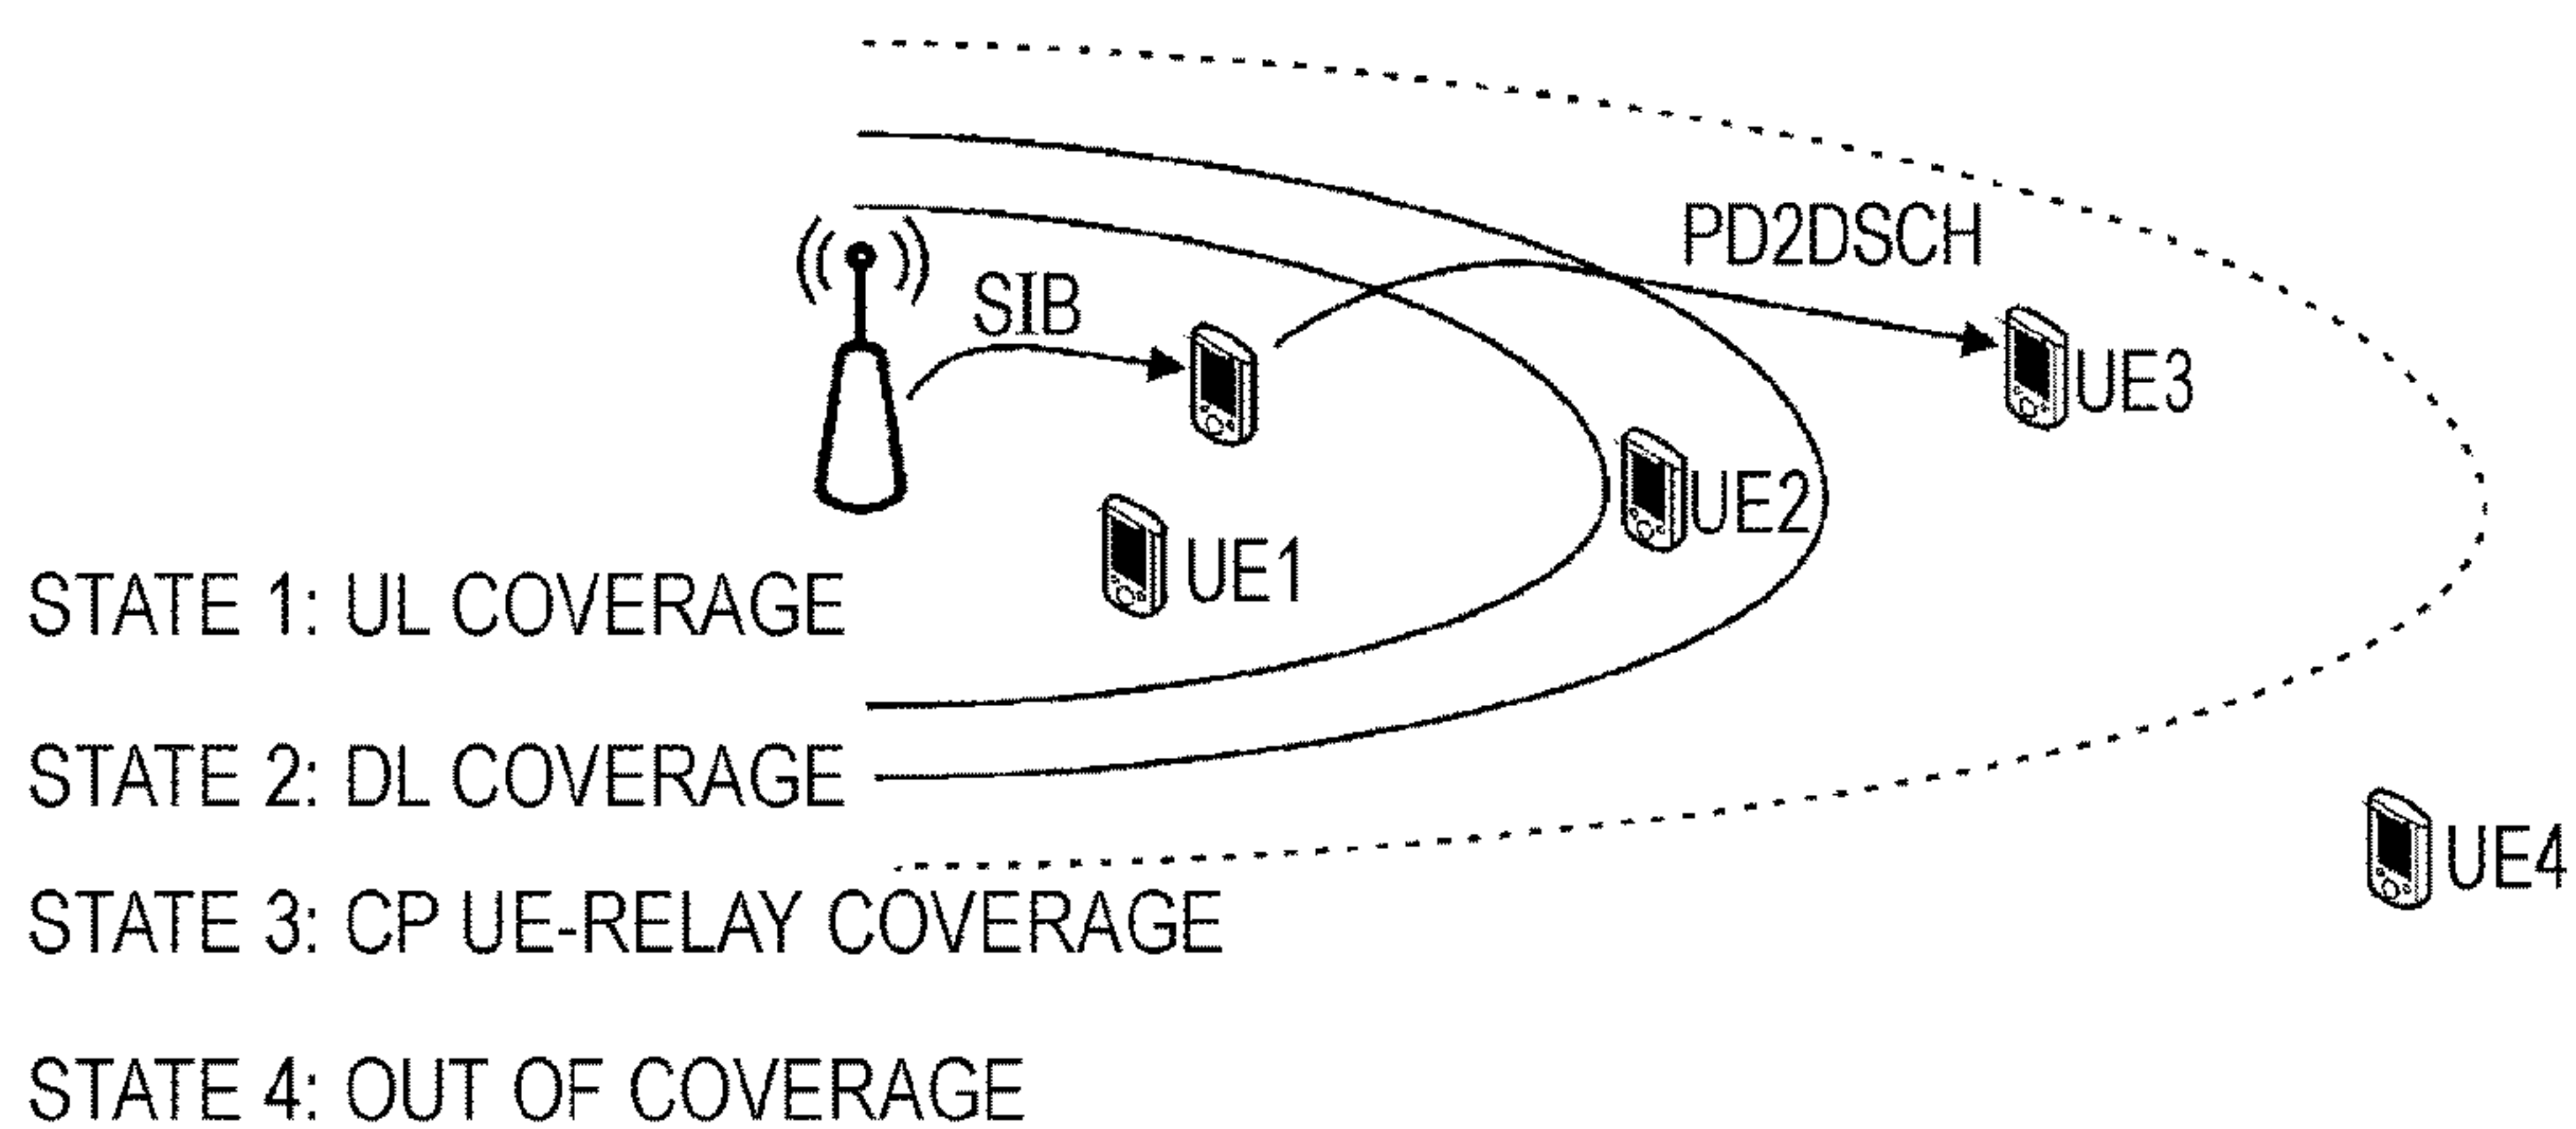 PD2DSCH
SIB
UE3
UE2
UE1
STATE 1: UL COVERAGE
STATE 2: DL COVERAGE
UE4
STATE 3: CP UE-RELAY COVERAGE
STATE 4: OUT OF COVERAGE